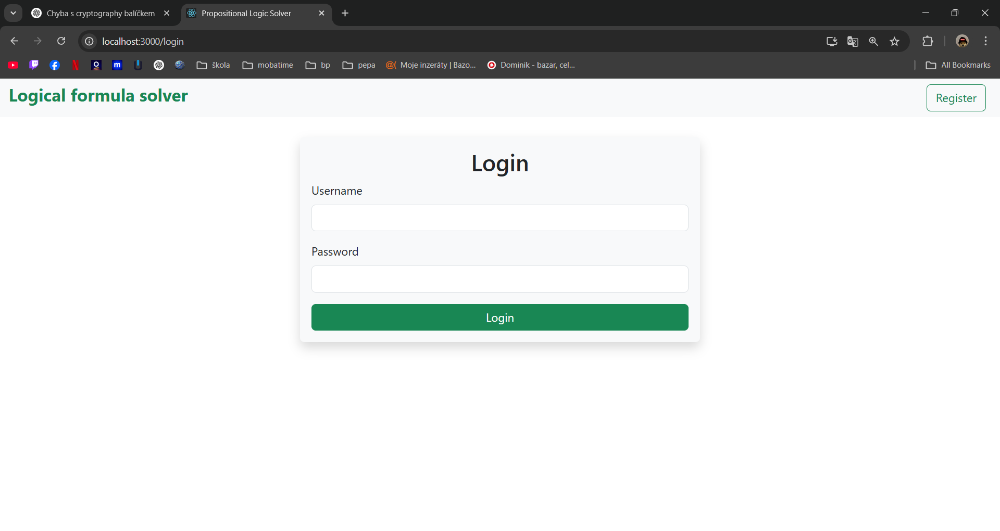 Chyba s cryptography balíčkem
Propositional Logic Solver
localhost:3000/login
škola
mobatime
bp
pepa
@( Moje inzeráty | Bazo...
Dominik - bazar, cel...
All Bookmarks
Logical formula solver
Register
Login
Username
Password
Login